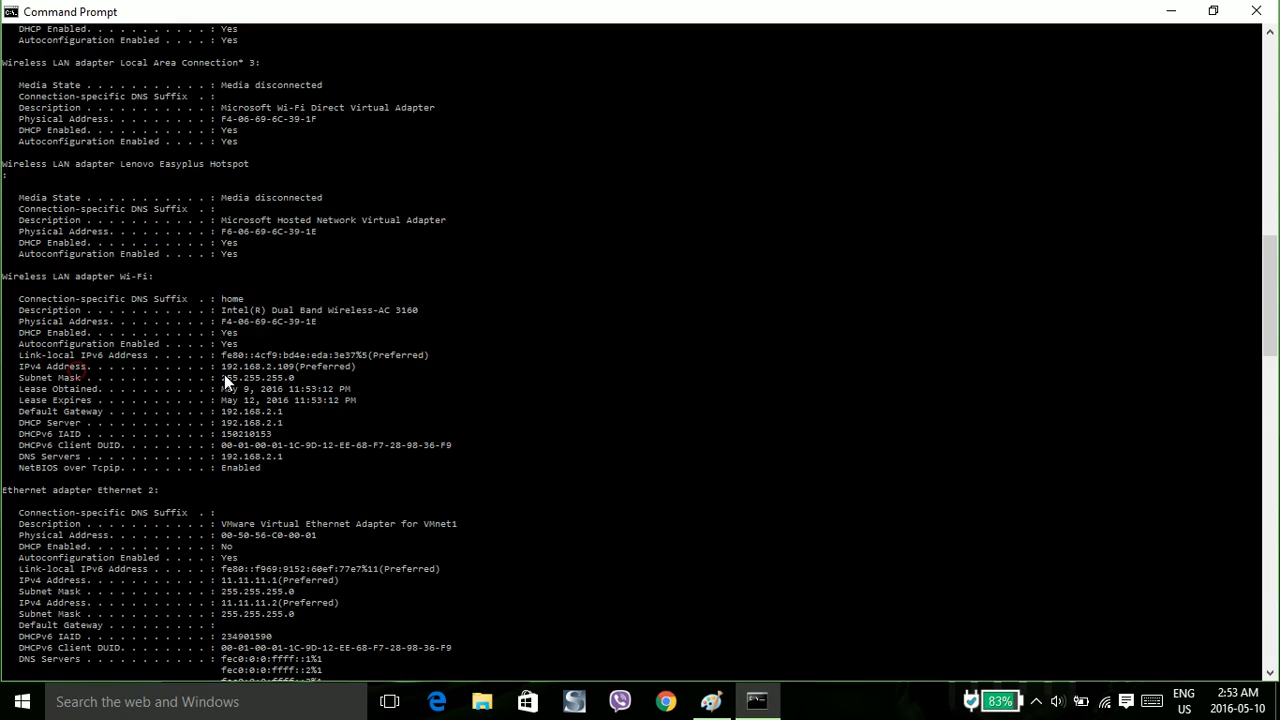 Command Prompt
DHCP Enabled. . . . . . . . . . . : Yes
Autoconfiguration Enabled . . . . : Yes
Wireless LAN adapter Local Area Connection* 3:
Media State . . . . . . . . . . . : Media disconnected
Connection-specific DNS Suffix  . :
Description . . . . . . . . . . . : Microsoft Wi-Fi Direct Virtual Adapter
Physical Address. . . . . . . . . : F4-06-69-6C-39-1F
DHCP Enabled. . . . . . . . . . . : Yes
Autoconfiguration Enabled . . . . : Yes
Wireless LAN adapter Lenovo Easyplus Hotspot
:
Media State . . . . . . . . . . . : Media disconnected
Connection-specific DNS Suffix  . :
Description . . . . . . . . . . . : Microsoft Hosted Network Virtual Adapter
Physical Address. . . . . . . . . : F6-06-69-6C-39-1E
DHCP Enabled. . . . . . . . . . . : Yes
Autoconfiguration Enabled . . . . : Yes
Wireless LAN adapter Wi-Fi:
Connection-specific DNS Suffix  . : home
Description . . . . . . . . . . . : Intel(R) Dual Band Wireless-AC 3160
Physical Address. . . . . . . . . : F4-06-69-6C-39-1E
DHCP Enabled. . . . . . . . . . . : Yes
Autoconfiguration Enabled . . . . : Yes
Link-local IPv6 Address . . . . . : fe80::4cf9:bd4e:eda:3e37%5(Preferred)
IPv4 Address. . . . . . . . . . . : 192.168.2.109(Preferred)
Subnet Mask . . . . . . . . . . . : 255.255.255.0
Lease Obtained. . . . . . . . . . : May 9, 2016 11:53:12 PM
Lease Expires . . . . . . . . . . : May 12, 2016 11:53:12 PM
Default Gateway . . . . . . . . . : 192.168.2.1
DHCP Server . . . . . . . . . . . : 192.168.2.1
DHCPv6 IAID . . . . . . . . . . . : 150210153
DHCPv6 Client DUID. . . . . . . . : 00-01-00-01-1C-9D-12-EE-68-F7-28-98-36-F9
DNS Servers . . . . . . . . . . . : 192.168.2.1
NetBIOS over Tcpip. . . . . . . . : Enabled
Ethernet adapter Ethernet 2:
Connection-specific DNS Suffix  . :
Description . . . . . . . . . . . : VMware Virtual Ethernet Adapter for VMnet1
Physical Address. . . . . . . . . : 00-50-56-C0-00-01
DHCP Enabled. . . . . . . . . . . : No
Autoconfiguration Enabled . . . . : Yes
Link-local IPv6 Address . . . . . : fe80::f969:9152:60ef:77e7%11(Preferred)
IPv4 Address. . . . . . . . . . . : 11.11.11.1(Preferred)
Subnet Mask . . . . . . . . . . . : 255.255.255.0
IPv4 Address. . . . . . . . . . . : 11.11.11.2(Preferred)
Subnet Mask . . . . . . . . . . . : 255.255.255.0
Default Gateway . . . . . . . . . :
DHCPv6 IAID . . . . . . . . . . . : 234901590
DHCPv6 Client DUID. . . . . . . . : 00-01-00-01-1C-9D-12-EE-68-F7-28-98-36-F9
DNS Servers . . . . . . . . . . . : fec0:0:0:ffff::1%1
fec0:0:0:ffff::2%1
Search the web and Windows
83%
ENG
US
2:53 AM
2016-05-10